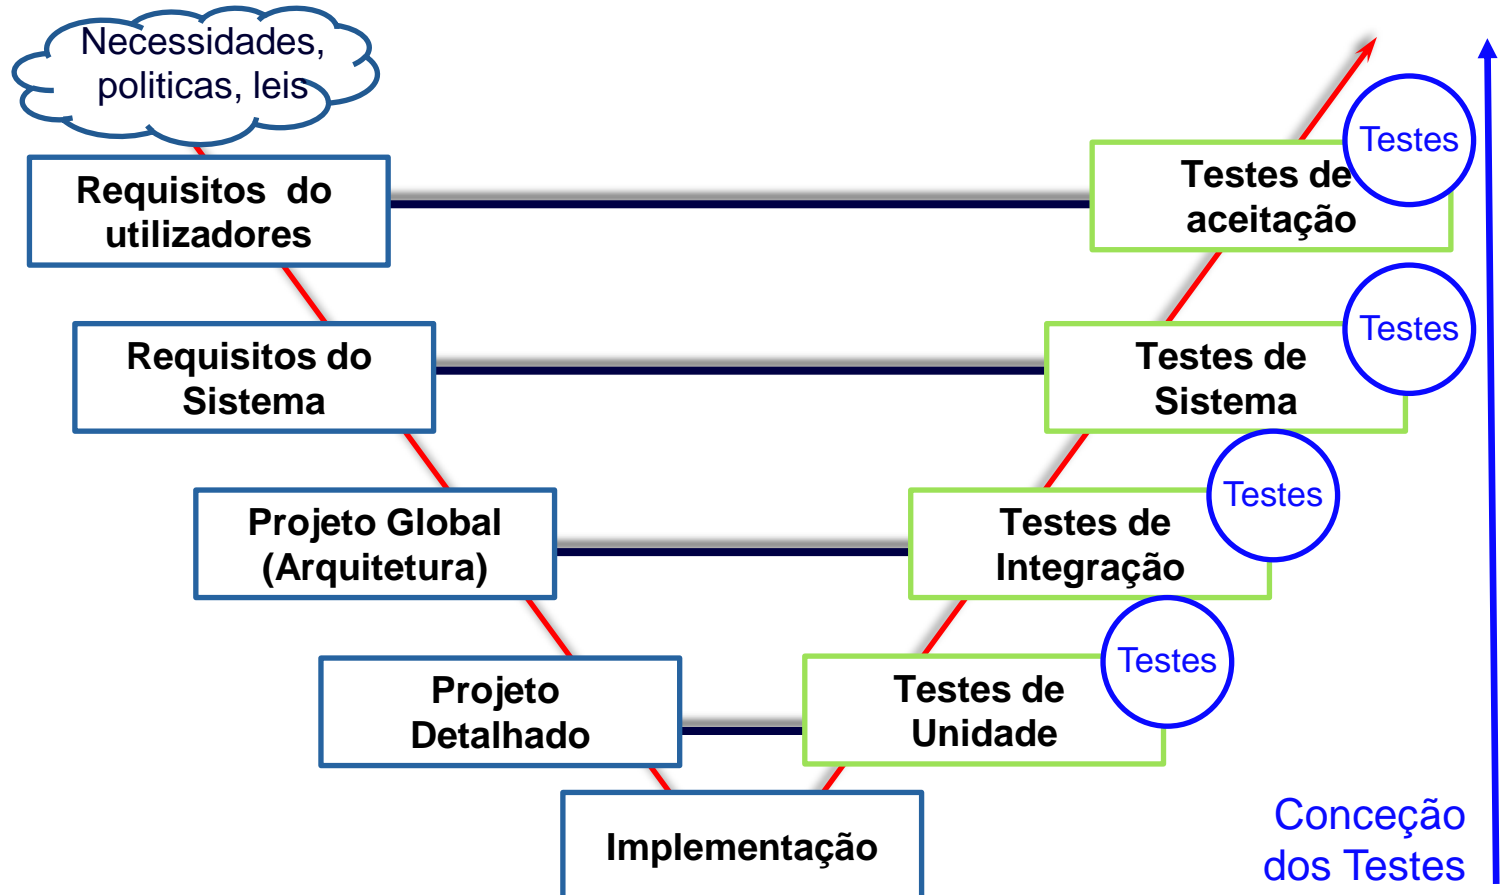 Necessidades,
politicas, leis
Requisitos do
utilizadores
Testes de
aceitação
Testes
Requisitos do
Sistema
Testes de
Sistema
Testes
Projeto Global
(Arquitetura)
Testes de
Integração
Testes
Projeto
Detalhado
Testes de
Unidade
Testes
Implementação
Conceção
dos Testes